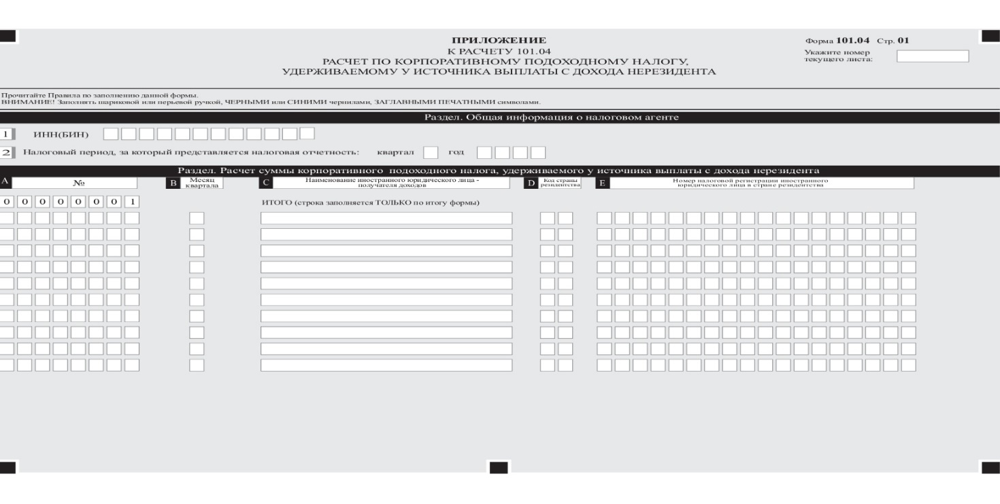 ПРИЛОЖЕНИЕ
К РАСЧЕТУ 101.04
РАСЧЕТ ПО КОРПОРАТИВНОМУ ПОДОХОДНОМУ НАЛОГУ,
УДЕРЖИВАЕМОМУ У ИСТОЧНИКА ВЫПЛАТЫ С ДОХОДА НЕРЕЗИДЕНТА
Форма 101.04 Стр. 01
Укажите номер
текущего листа:
Прочитайте Правила по заполнению данной формы.
ВНИМАНИЕ! Заполнять шариковой или перьевой ручкой, ЧЕРНЫМИ или СИНИМИ чернилами, ЗАГЛАВНЫМИ ПЕЧАТНЫМИ символами.
Раздел. Общая информация о налоговом агенте
1 ИНН(БИН)
2 Налоговый период, за который представляется налоговая отчетность: квартал год
Раздел. Расчет суммы корпоративного подоходного налога, удерживаемого у источника выплаты с дохода нерезидента
A №
B Месяц
квартала
C Наименование иностранного юридического лица -
получателя доходов
D Код страны
резидентства
E Номер налоговой регистрации иностранного
юридического лица в стране резидентства
0 0 0 0 0 0 0 1 ИТОГО (строка заполняется ТОЛЬКО по итогу формы)